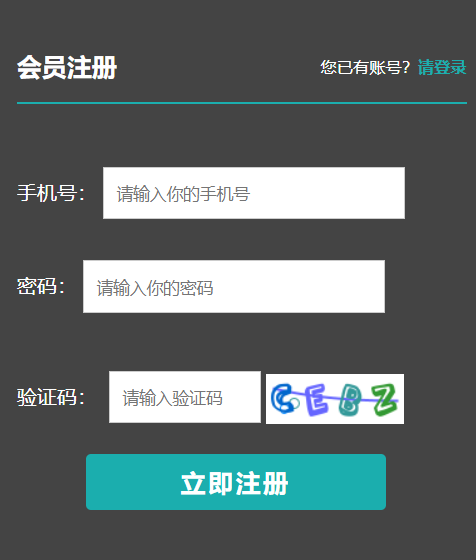 会员注册 您已有账号？请登录
手机号： 请输入你的手机号
密码： 请输入你的密码
验证码： 请输入验证码 CEBZ
立即注册